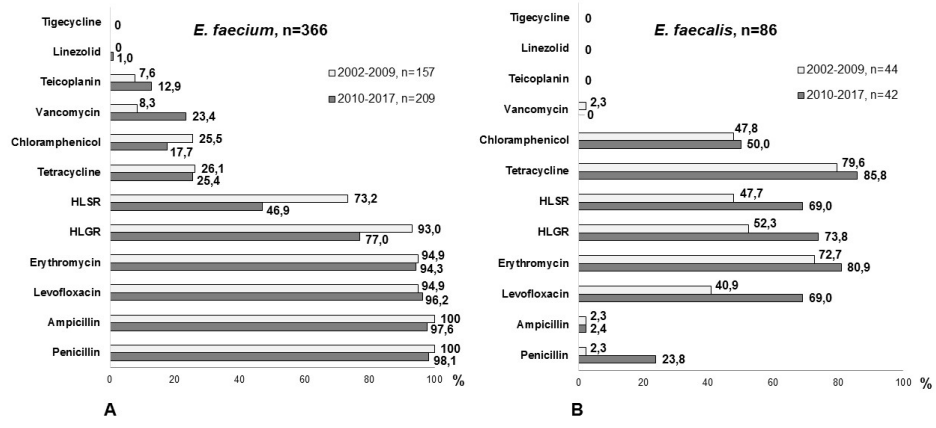 E. faecium, n=366
2002-2009, n=157
2010-2017, n=209
Tigecycline 0
Linezolid 0
1,0
Teicoplanin 7,6
12,9
Vancomycin 8,3
23,4
Chloramphenicol 25,5
17,7
Tetracycline 26,1
25,4
HLSR 73,2
46,9
HLGR 93,0
77,0
Erythromycin 94,9
94,3
Levofloxacin 94,9
96,2
Ampicillin 100
97,6
Penicillin 100
98,1
0 20 40 60 80 100 %
A
E. faecalis, n=86
2002-2009, n=44
2010-2017, n=42
Tigecycline 0
Linezolid 0
Teicoplanin 0
Vancomycin 2,3
0
Chloramphenicol 47,8
50,0
Tetracycline 79,6
85,8
HLSR 47,7
69,0
HLGR 52,3
73,8
Erythromycin 72,7
80,9
Levofloxacin 40,9
69,0
Ampicillin 2,3
2,4
Penicillin 2,3
23,8
0 20 40 60 80 100 %
B